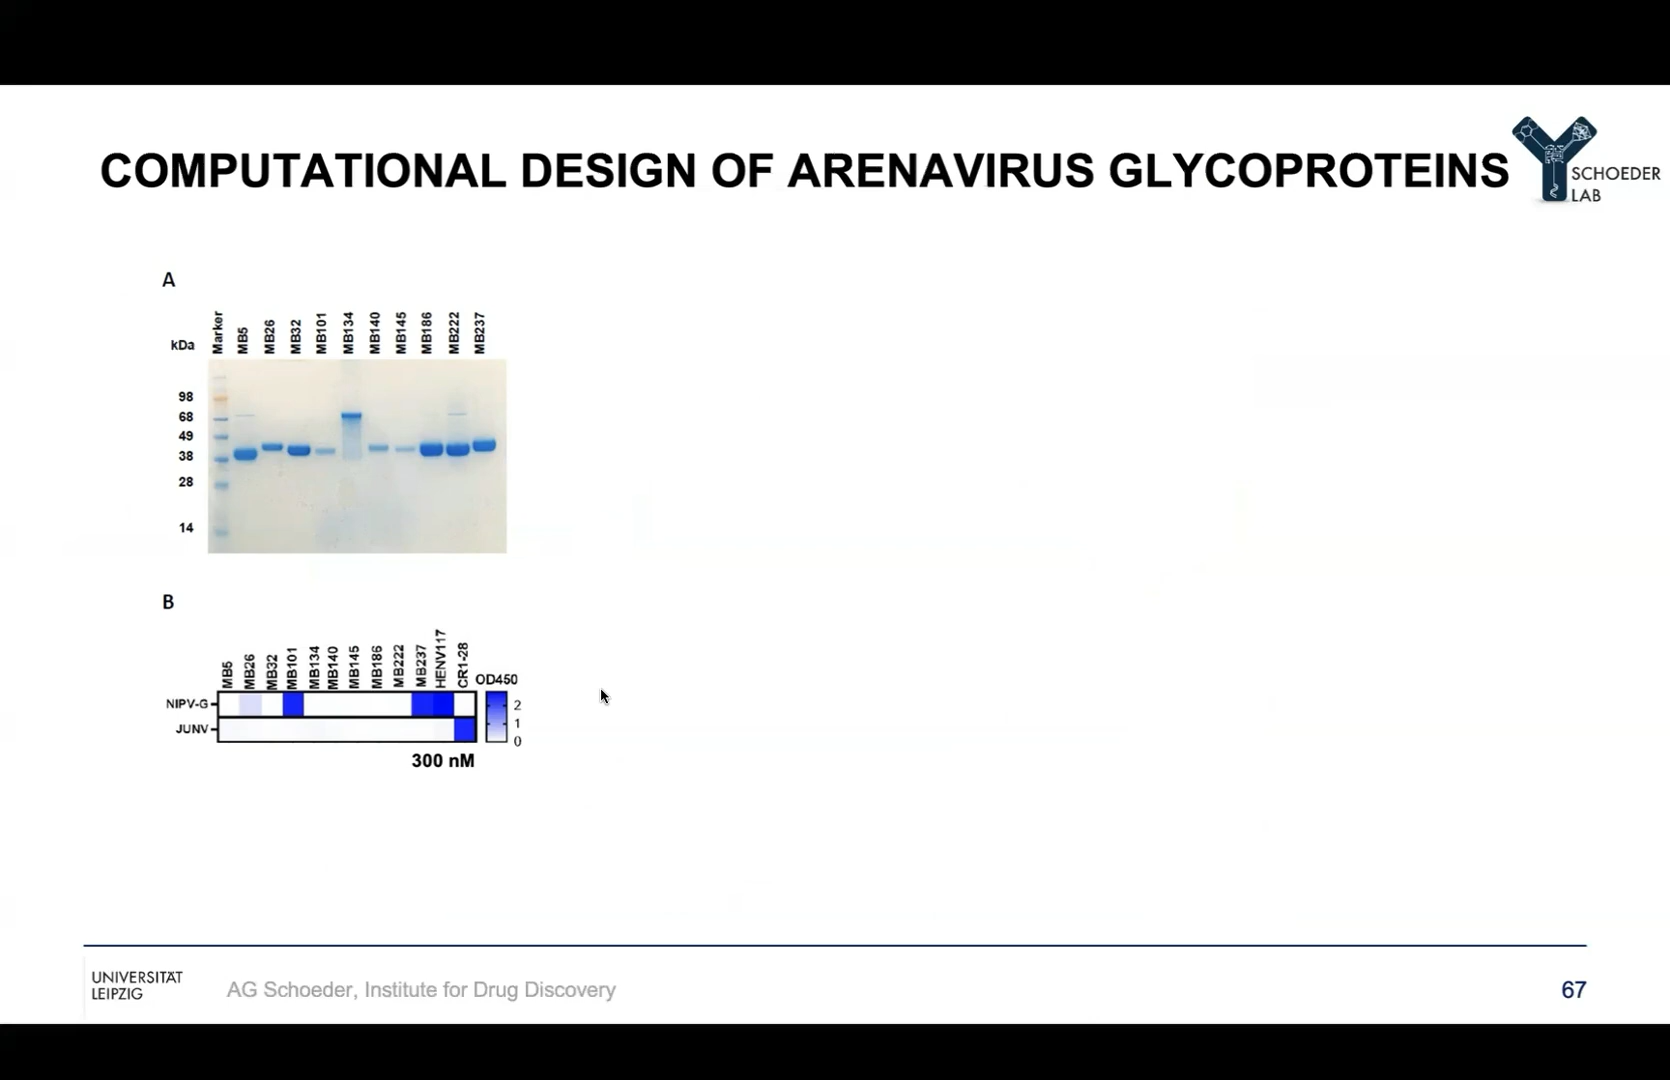 COMPUTATIONAL DESIGN OF ARENAVIRUS GLYCOPROTEINS
SCHOEDER
LAB
A
kDa
Marker
MB5
MB26
MB32
MB101
MB134
MB140
MB145
MB186
MB222
MB237
98
68
49
38
28
14
B
MB5
MB26
MB32
MB101
MB134
MB140
MB145
MB186
MB222
MB237
HENV117
CR1-28
OD450
NIPV-G
JUNV
2
1
0
300 nM
UNIVERSITÄT
LEIPZIG
AG Schoeder, Institute for Drug Discovery
67